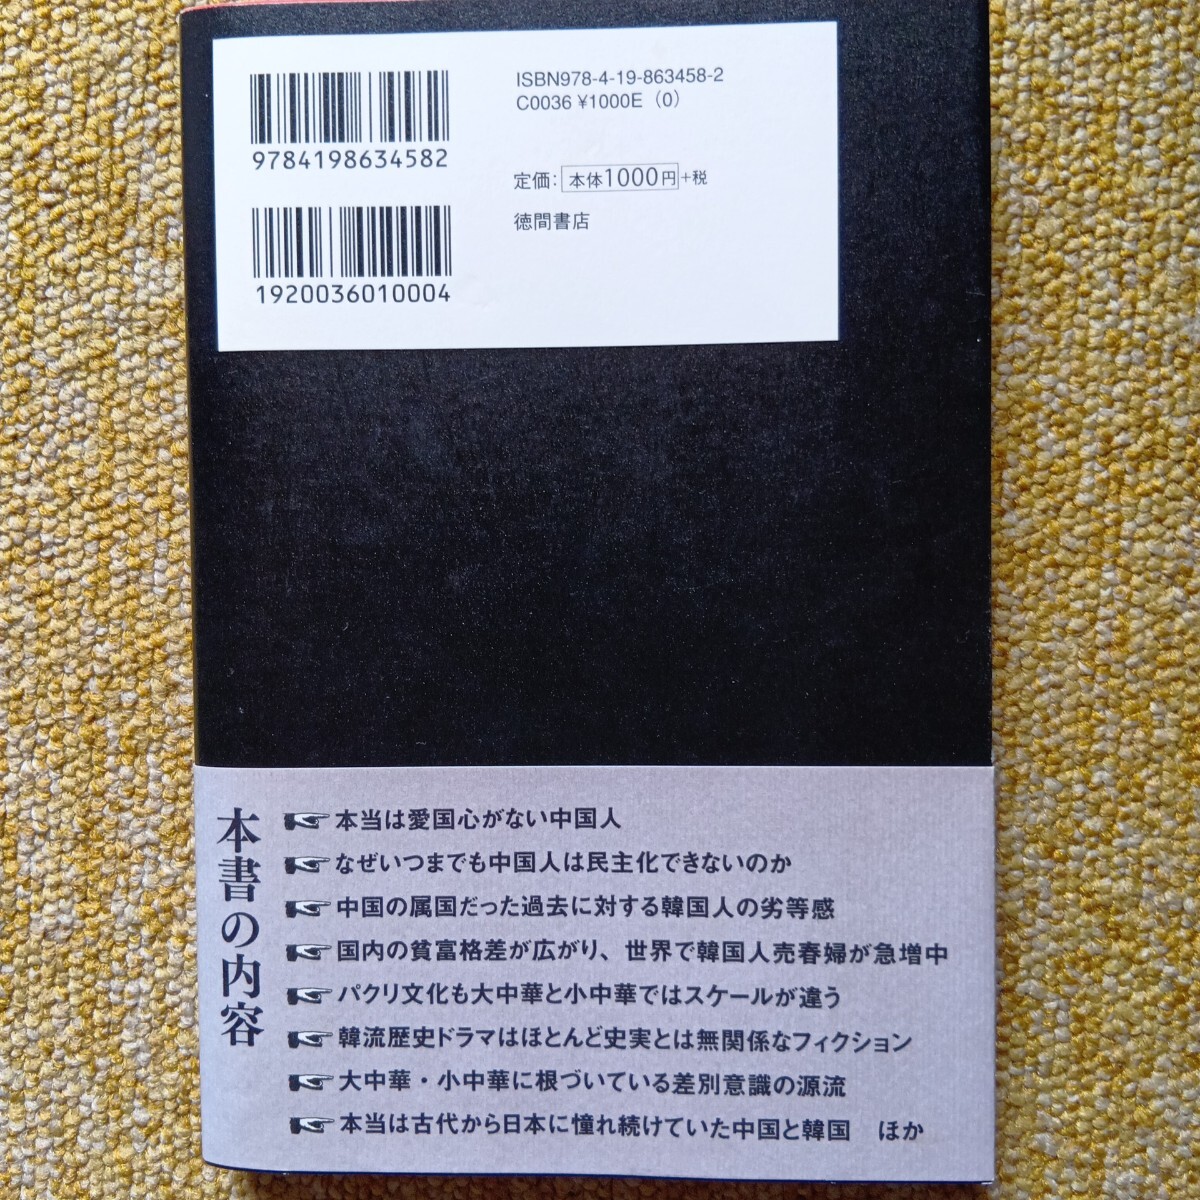 ISBN978-4-19-863458-2
C0036 ¥1000E (0)
9784198634582
定価: 本体1000円+税
徳間書店
1920036010004
本書の内容
本当は愛国心がない中国人
なぜいつまでも中国人は民主化できないのか
中国の属国だった過去に対する韓国人の劣等感
国内の貧富格差が広がり、世界で韓国人売春婦が急増中
パクリ文化も大中華と小中華ではスケールが違う
韓流歴史ドラマはほとんど史実とは無関係なフィクション
大中華・小中華に根づいている差別意識の源流
本当は古代から日本に憧れ続けていた中国と韓国 ほか